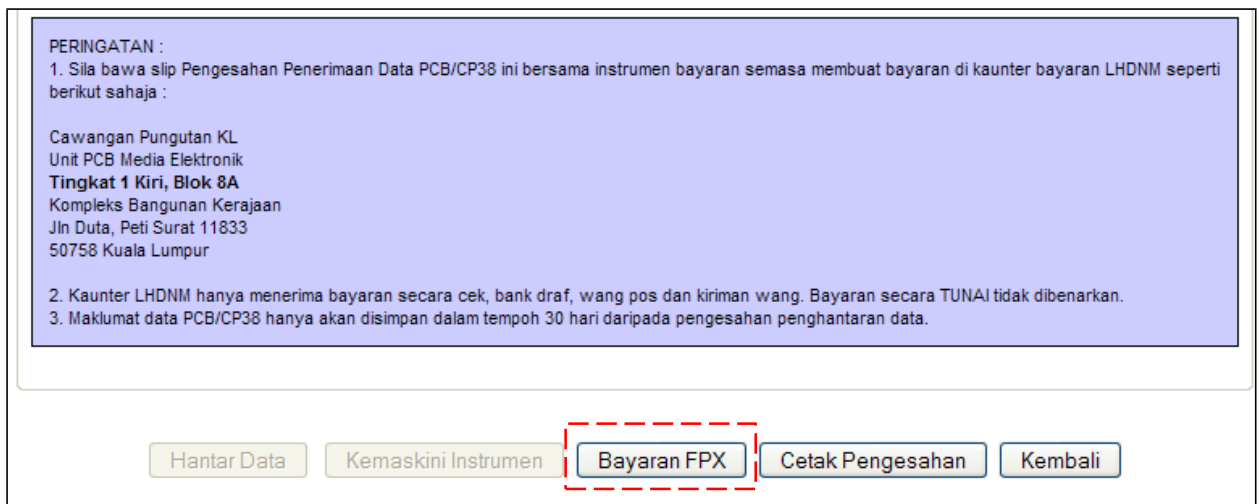 PERINGATAN :
1. Sila bawa slip Pengesahan Penerimaan Data PCB/CP38 ini bersama instrumen bayaran semasa membuat bayaran di kaunter bayaran LHDNM seperti
berikut sahaja :
Cawangan Pungutan KL
Unit PCB Media Elektronik
Tingkat 1 Kiri, Blok 8A
Kompleks Bangunan Kerajaan
Jln Duta, Peti Surat 11833
50758 Kuala Lumpur
2. Kaunter LHDNM hanya menerima bayaran secara cek, bank draf, wang pos dan kiriman wang. Bayaran secara TUNAI tidak dibenarkan.
3. Maklumat data PCB/CP38 hanya akan disimpan dalam tempoh 30 hari daripada pengesahan penghantaran data.
Hantar Data Kemaskini Instrumen Bayaran FPX Cetak Pengesahan Kembali